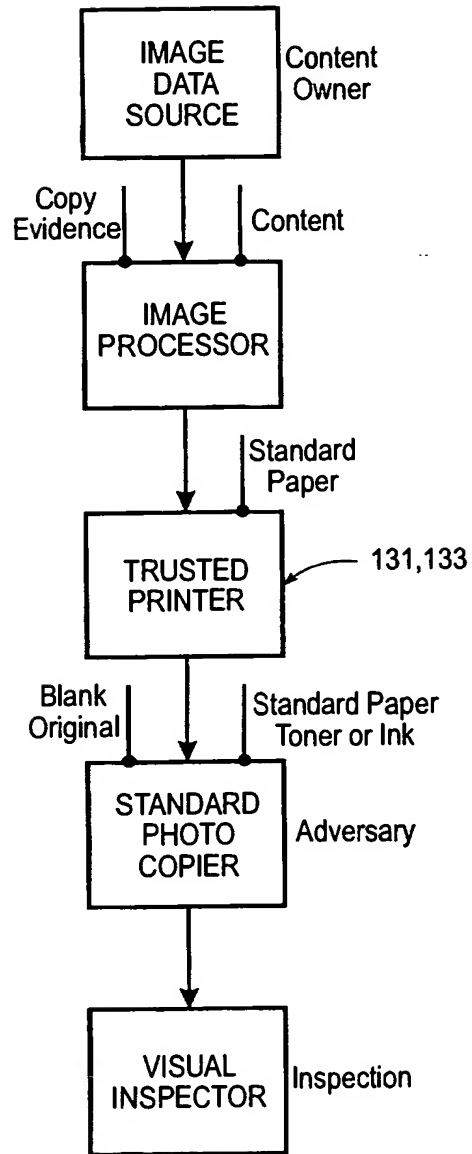 IMAGE
DATA
SOURCE
Content
Owner
Copy
Evidence
Content
IMAGE
PROCESSOR
Standard
Paper
TRUSTED
PRINTER
131,133
Blank
Original
Standard Paper
Toner or Ink
STANDARD
PHOTO
COPIER
Adversary
VISUAL
INSPECTOR
Inspection